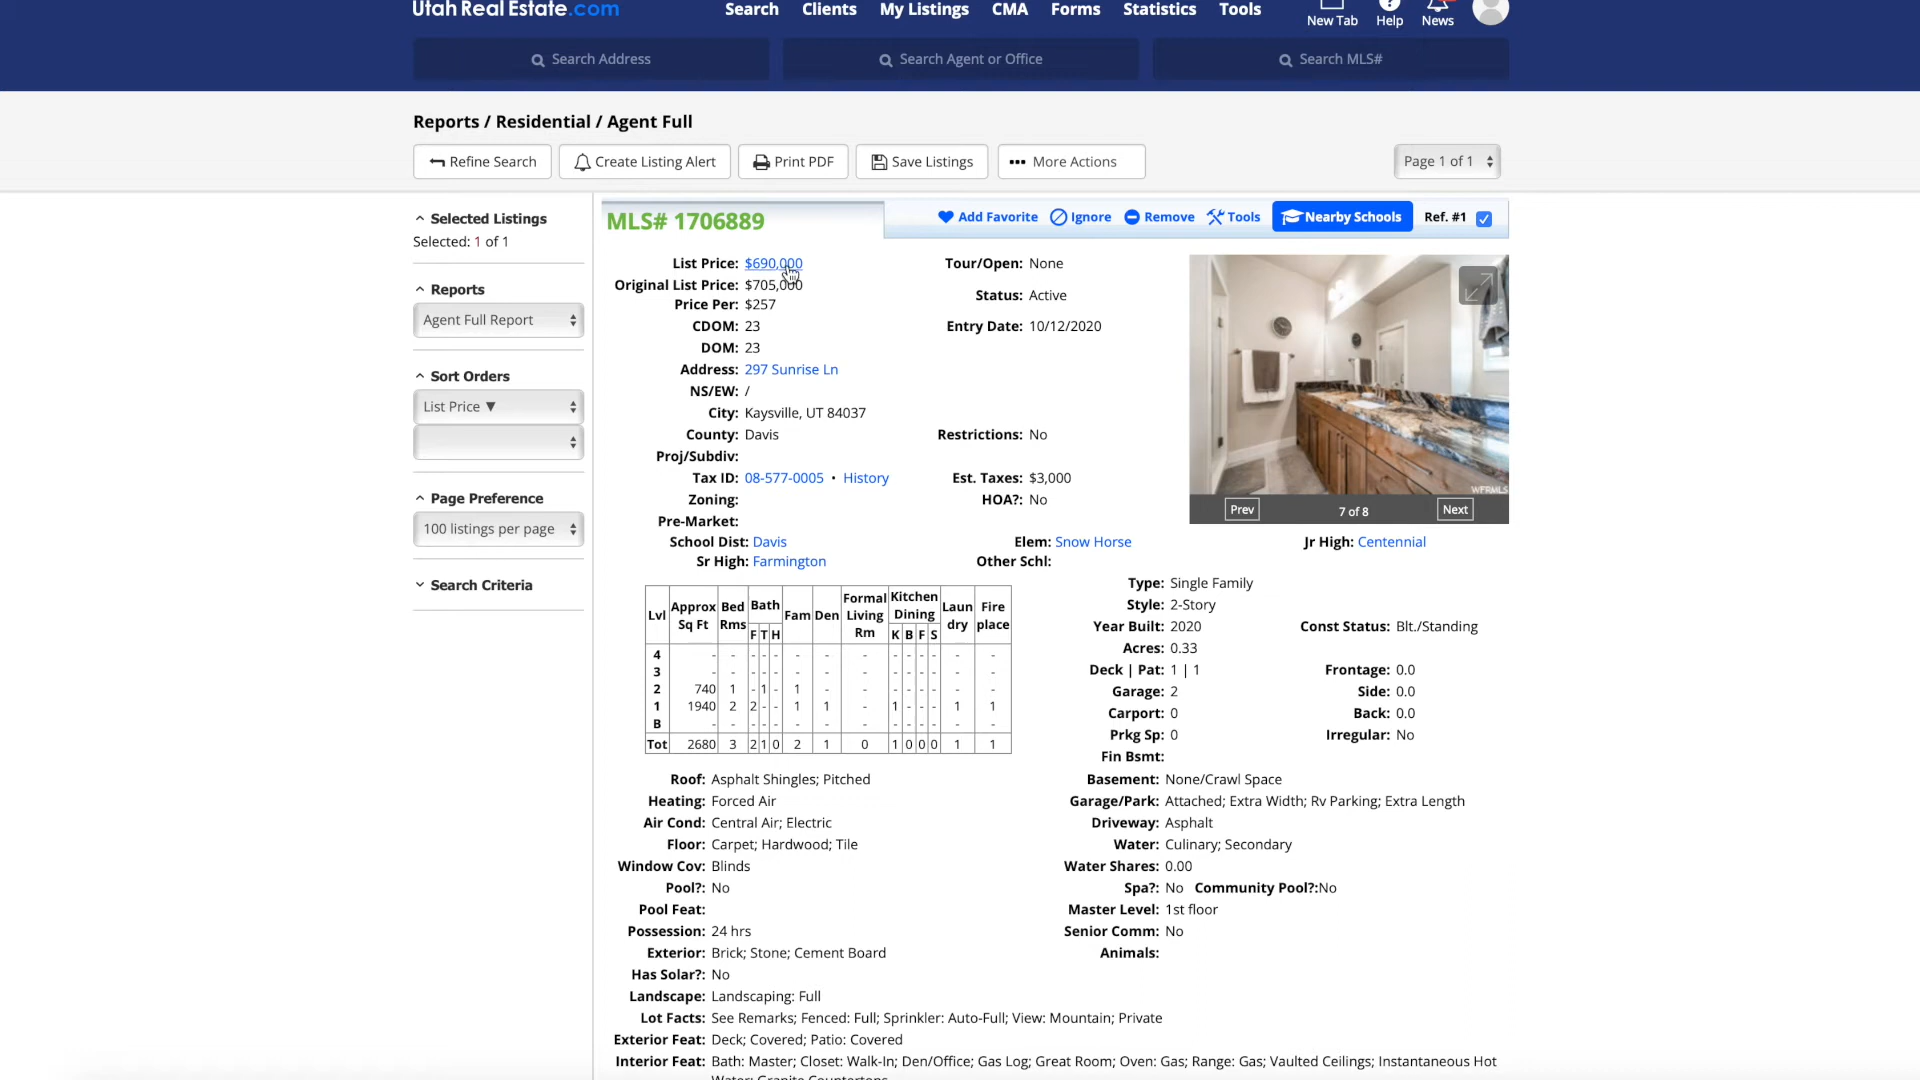 Utah Real Estate.com
Search Clients My Listings CMA Forms Statistics Tools
New Tab Help News
Search Address Search Agent or Office Search MLS#
Reports / Residential / Agent Full
Refine Search Create Listing Alert Print PDF Save Listings More Actions Page 1 of 1
Selected Listings
Selected: 1 of 1
Reports
Agent Full Report
Sort Orders
List Price ▼
Page Preference
100 listings per page
Search Criteria
MLS# 1706889 Add Favorite Ignore Remove Tools Nearby Schools Ref. #1
List Price: $690,000 Tour/Open: None
Original List Price: $705,000 Status: Active
Price Per: $257
CDOM: 23 Entry Date: 10/12/2020
DOM: 23
Address: 297 Sunrise Ln
NS/EW: /
City: Kaysville, UT 84037
County: Davis Restrictions: No
Proj/Subdiv:
Tax ID: 08-577-0005 • History Est. Taxes: $3,000
Zoning: HOA?: No
WFRMLS
Prev 7 of 8 Next
Pre-Market:
School Dist: Davis Elem: Snow Horse Jr High: Centennial
Sr High: Farmington Other Schl:
Lvl Approx Sq Ft Bed Rms Bath F T H Fam Den Formal Living Rm Kitchen Dining K B F S Laun dry Fire place
4 - - - - - - - - - - - - - -
3 - - - - - - - - - - - - - -
2 740 1 - 1 - 1 - - - - - - - -
1 1940 2 2 - - 1 1 - 1 - - - 1 1
B - - - - - - - - - - - - - -
Tot 2680 3 2 1 0 2 1 0 1 0 0 0 1 1
Type: Single Family
Style: 2-Story
Year Built: 2020 Const Status: Blt./Standing
Acres: 0.33
Deck | Pat: 1 | 1 Frontage: 0.0
Garage: 2 Side: 0.0
Carport: 0 Back: 0.0
Prkg Sp: 0 Irregular: No
Fin Bsmt:
Roof: Asphalt Shingles; Pitched Basement: None/Crawl Space
Heating: Forced Air Garage/Park: Attached; Extra Width; Rv Parking; Extra Length
Air Cond: Central Air; Electric Driveway: Asphalt
Floor: Carpet; Hardwood; Tile Water: Culinary; Secondary
Window Cov: Blinds Water Shares: 0.00
Pool?: No Spa?: No Community Pool?:No
Pool Feat: Master Level: 1st floor
Possession: 24 hrs Senior Comm: No
Exterior: Brick; Stone; Cement Board Animals:
Has Solar?: No
Landscape: Landscaping: Full
Lot Facts: See Remarks; Fenced: Full; Sprinkler: Auto-Full; View: Mountain; Private
Exterior Feat: Deck; Covered; Patio: Covered
Interior Feat: Bath: Master; Closet: Walk-In; Den/Office; Gas Log; Great Room; Oven: Gas; Range: Gas; Vaulted Ceilings; Instantaneous Hot
Water; Granite Countertops